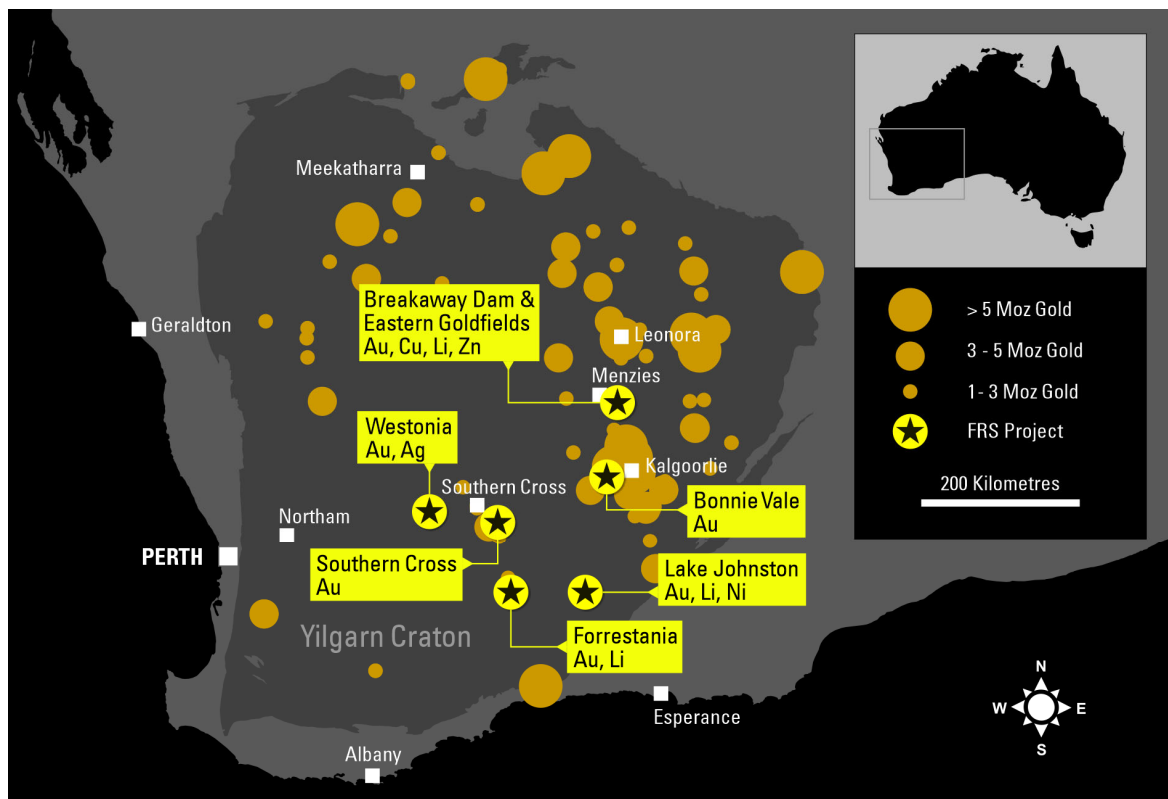 Meekatharra
Geraldton
Breakaway Dam &
Eastern Goldfields
Au, Cu, Li, Zn
Leonora
Menzies
Westonia
Au, Ag
Southern Cross
Kalgoorlie
Bonnie Vale
Au
Northam
PERTH
Southern Cross
Au
Lake Johnston
Au, Li, Ni
Forrestania
Au, Li
Yilgarn Craton
Esperance
Albany
> 5 Moz Gold
3 - 5 Moz Gold
1 - 3 Moz Gold
FRS Project
200 Kilometres
N
W
E
S